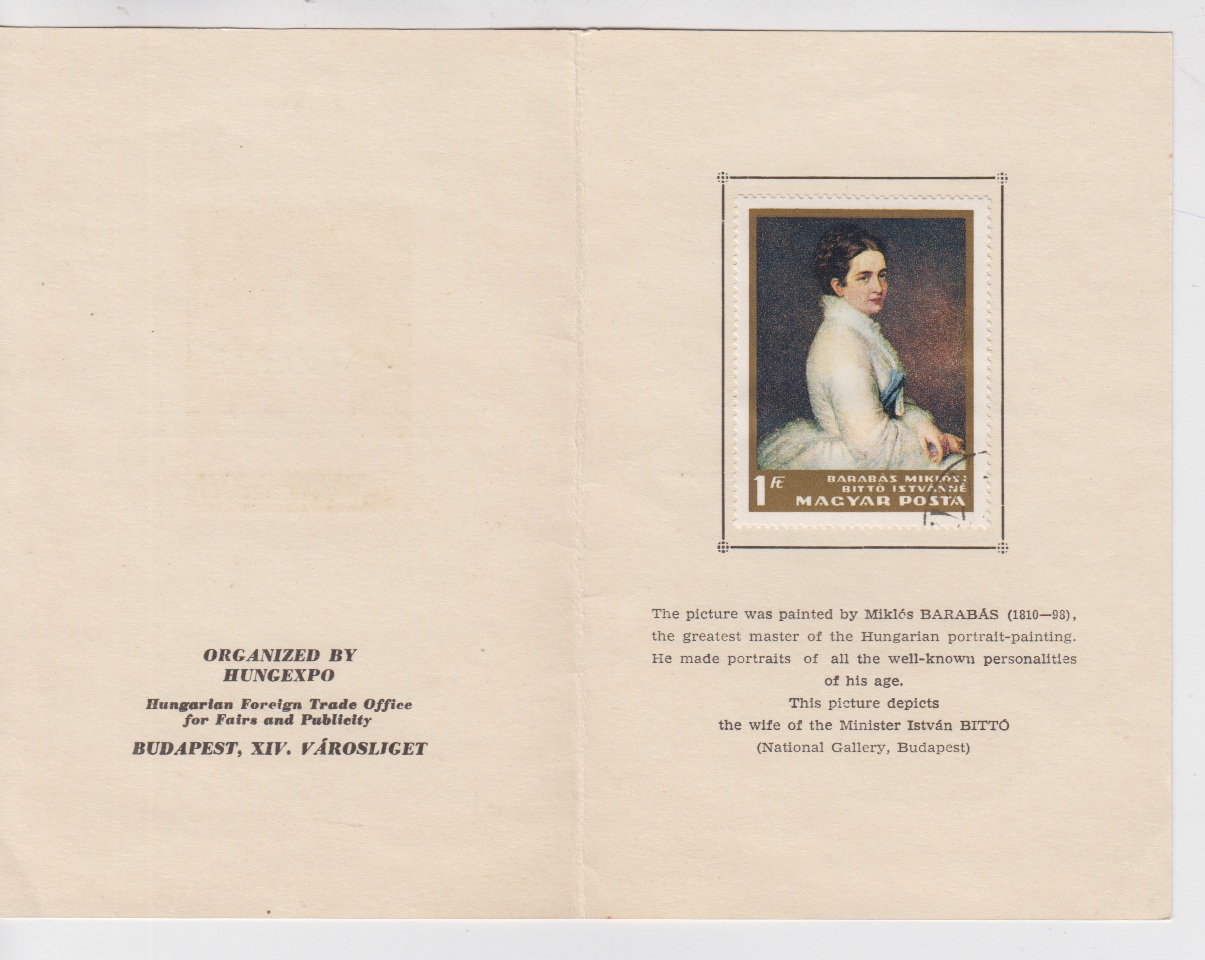 ORGANIZED BY
HUNGEXPO
Hungarian Foreign Trade Office
for Fairs and Publicity
BUDAPEST, XIV. VÁROSLIGET
1 Ft
BARABÁS MIKLÓS:
BITTÓ ISTVÁNNÉ
MAGYAR POSTA
The picture was painted by Miklós BARABÁS (1810—98),
the greatest master of the Hungarian portrait-painting.
He made portraits of all the well-known personalities
of his age.
This picture depicts
the wife of the Minister István BITTÓ
(National Gallery, Budapest)